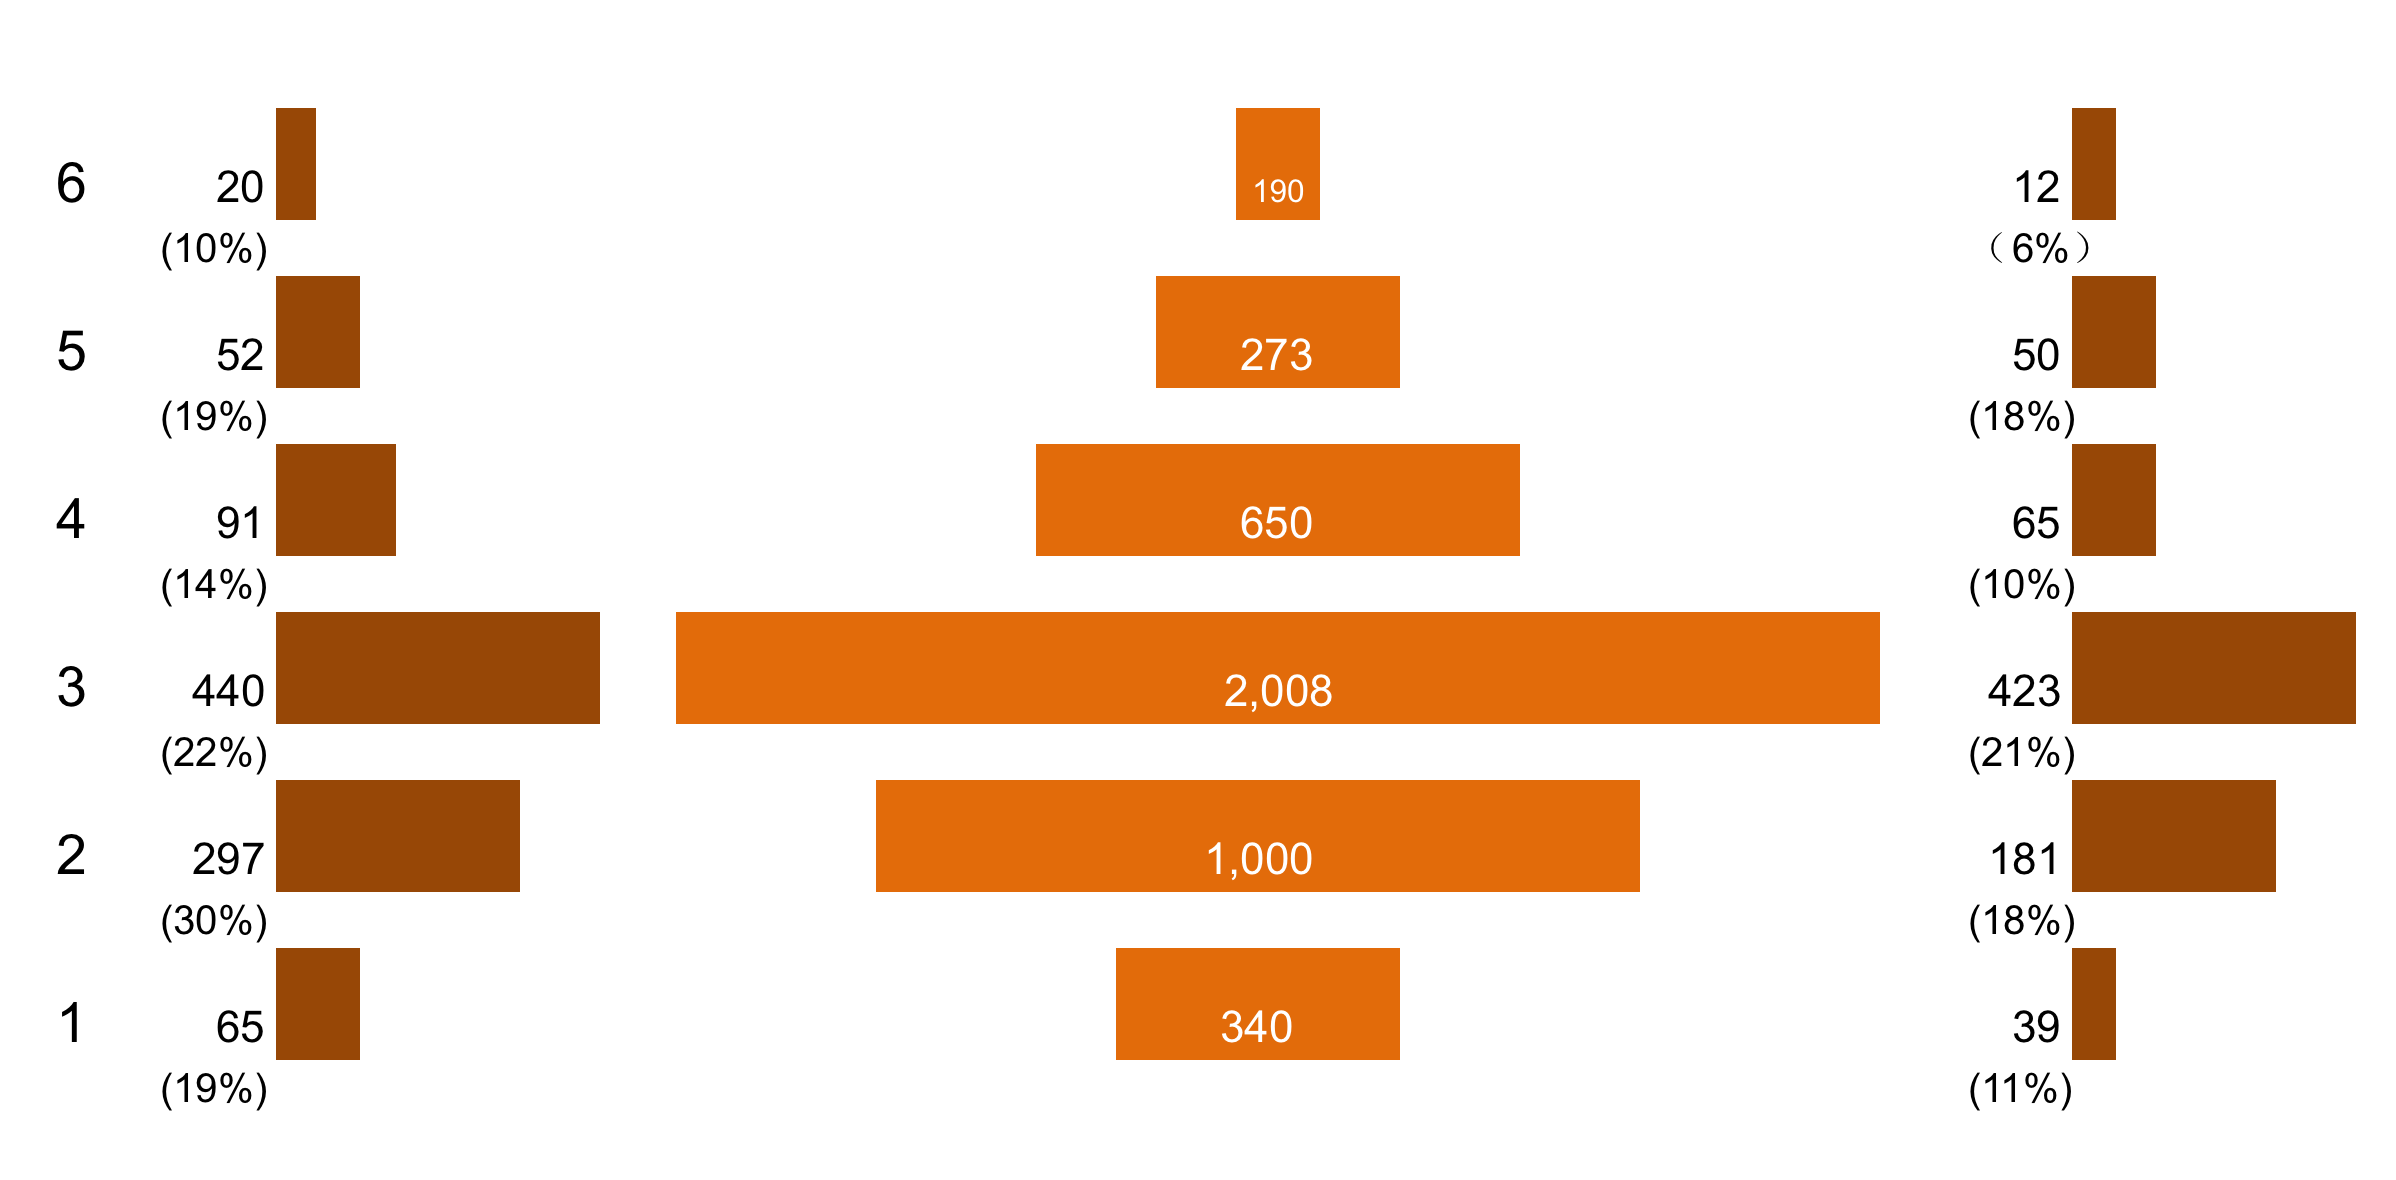 6 20 190 12
(10%) （6%）
5 52 273 50
(19%) (18%)
4 91 650 65
(14%) (10%)
3 440 2,008 423
(22%) (21%)
2 297 1,000 181
(30%) (18%)
1 65 340 39
(19%) (11%)